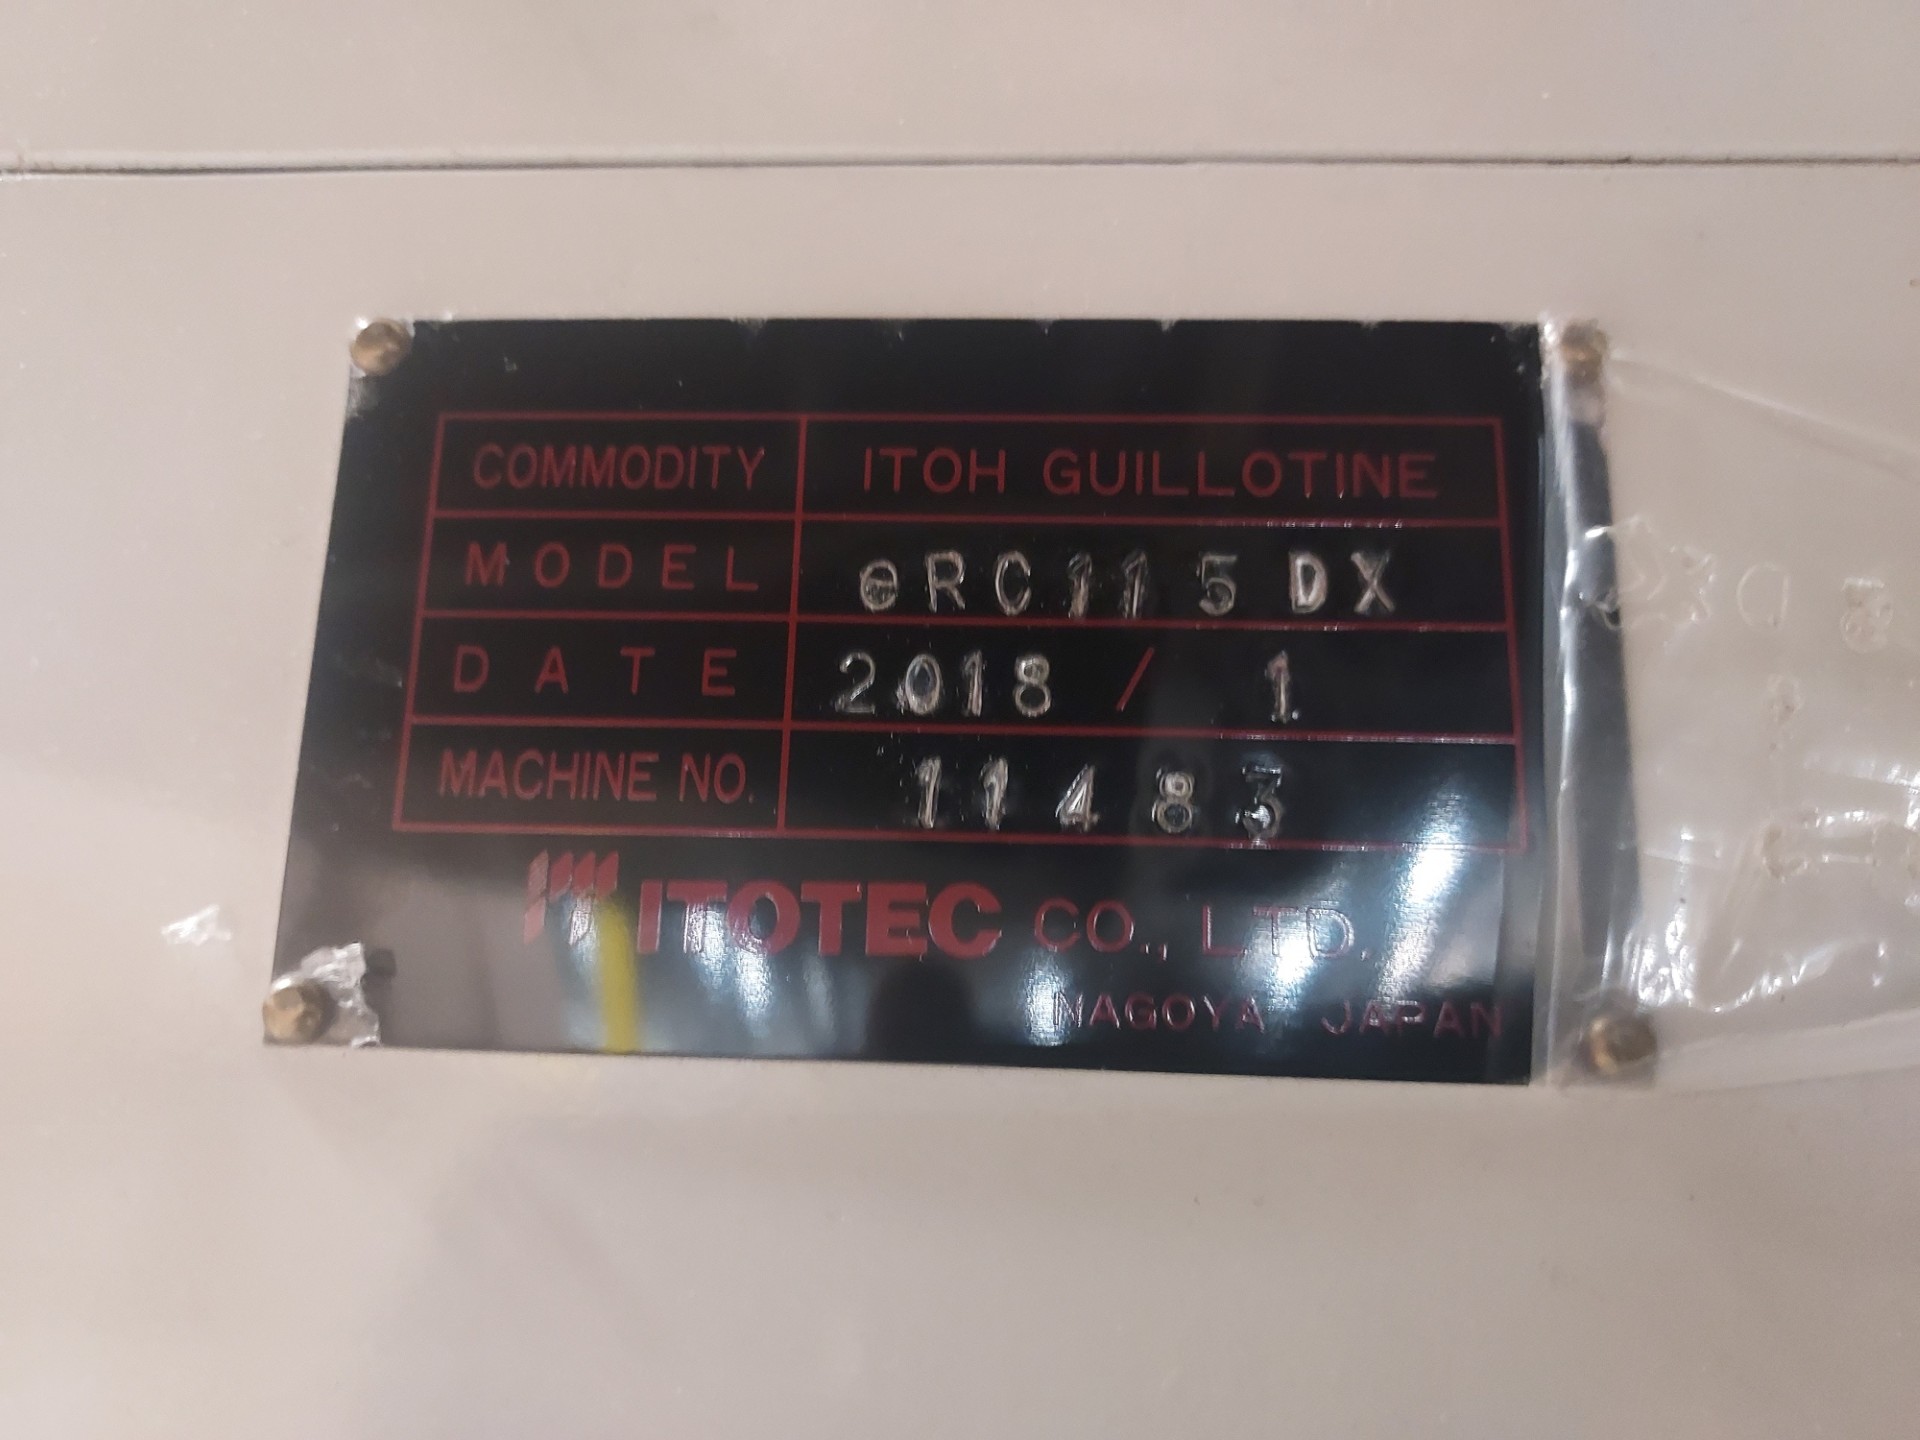 COMMODITY ITOH GUILLOTINE
MODEL eRC115DX
DATE 2018 / 1
MACHINE NO. 11483
ITOTEC CO., LTD.
NAGOYA JAPAN